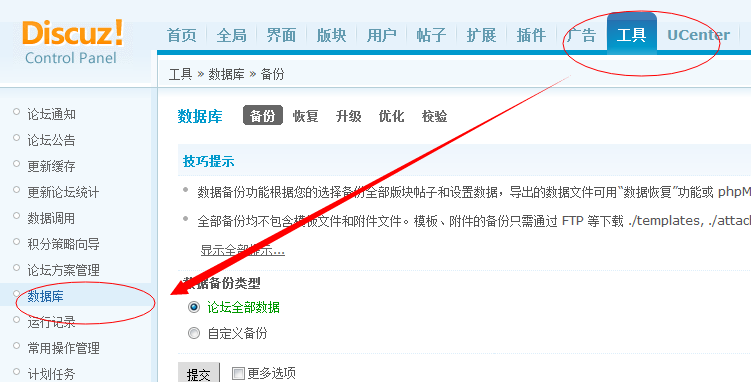 Discuz!
Control Panel
首页 全局 界面 版块 用户 帖子 扩展 插件 广告 工具 UCenter
工具 » 数据库 » 备份
论坛通知
论坛公告
更新缓存
更新论坛统计
数据调用
积分策略向导
论坛方案管理
数据库
运行记录
常用操作管理
计划任务
数据库 备份 恢复 升级 优化 校验
技巧提示
数据备份功能根据您的选择备份全部版块帖子和设置数据，导出的数据文件可用“数据恢复”功能或 phpM
全部备份均不包含模板文件和附件文件。模板、附件的备份只需通过 FTP 等下载 ./templates, ./attac
显示全部提示...
数据备份类型
论坛全部数据
自定义备份
提交 更多选项